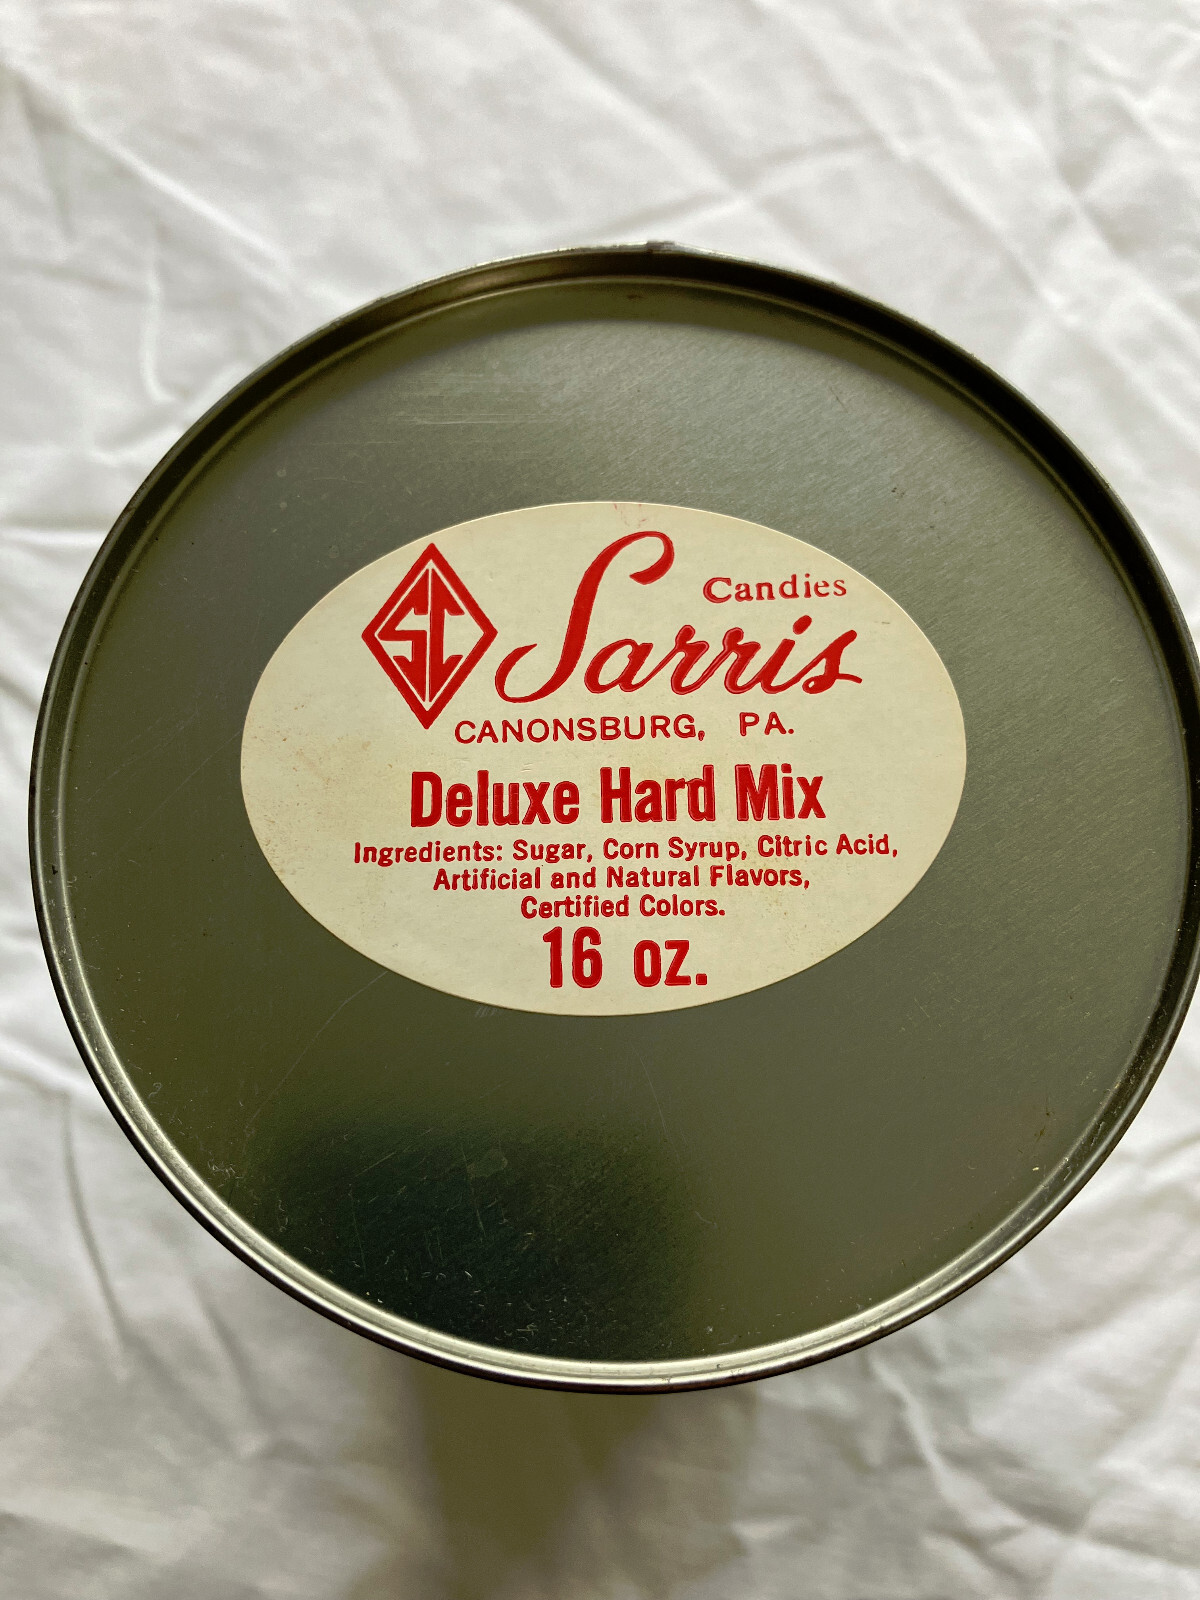 SC
Candies
Sarris
CANONSBURG, PA.
Deluxe Hard Mix
Ingredients: Sugar, Corn Syrup, Citric Acid,
Artificial and Natural Flavors,
Certified Colors.
16 oz.